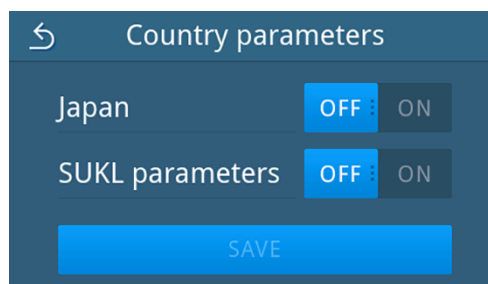 Country parameters
Japan OFF ON
SUKL parameters OFF ON
SAVE